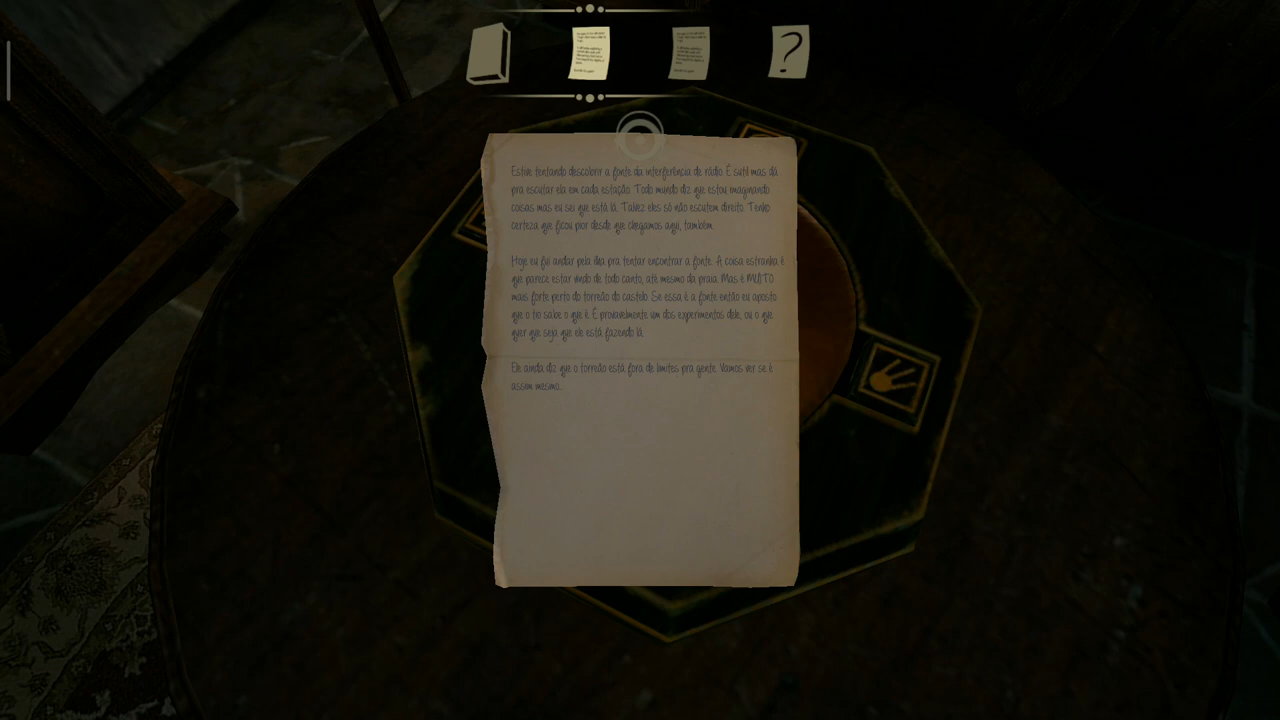 Estive tentando descobrir a fonte da interferência de rádio. É sutil mas dá
pra escutar ela em cada estação. Todo mundo diz que estou imaginando
coisas mas eu sei que está lá. Talvez eles só não escutem direito. Tenho
certeza que ficou pior desde que chegamos aqui, também.
Hoje eu fui andar pela ilha pra tentar encontrar a fonte. A coisa estranha é
que parece estar vindo de todo canto, até mesmo da praia. Mas é MUITO
mais forte perto do torreão do castelo. Se essa é a fonte então eu aposto
que o tio sabe o que é. É provavelmente um dos experimentos dele, ou o que
quer que seja que ele está fazendo lá.
Ele ainda diz que o torreão está fora de limites pra gente. Vamos ver se é
assim mesmo...
?